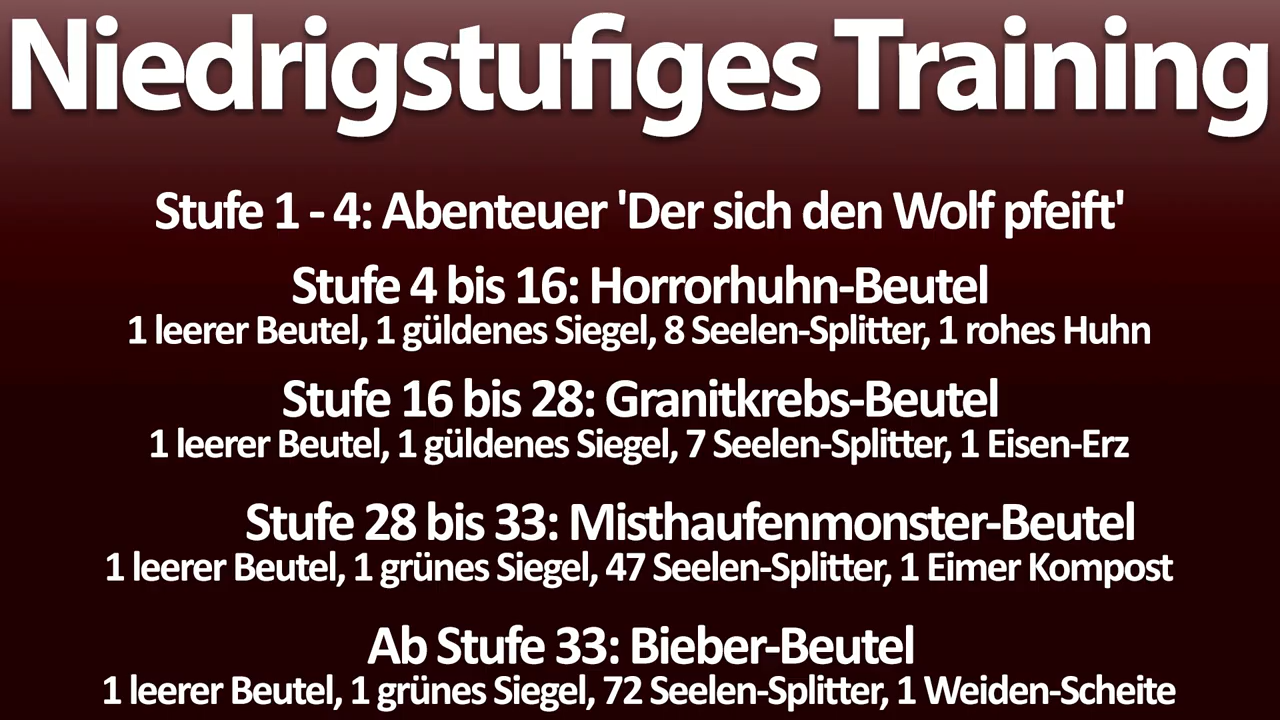 Niedrigstufiges Training
Stufe 1 - 4: Abenteuer 'Der sich den Wolf pfeift'
Stufe 4 bis 16: Horrorhuhn-Beutel
1 leerer Beutel, 1 güldenes Siegel, 8 Seelen-Splitter, 1 rohes Huhn
Stufe 16 bis 28: Granitkrebs-Beutel
1 leerer Beutel, 1 güldenes Siegel, 7 Seelen-Splitter, 1 Eisen-Erz
Stufe 28 bis 33: Misthaufenmonster-Beutel
1 leerer Beutel, 1 grünes Siegel, 47 Seelen-Splitter, 1 Eimer Kompost
Ab Stufe 33: Bieber-Beutel
1 leerer Beutel, 1 grünes Siegel, 72 Seelen-Splitter, 1 Weiden-Scheite